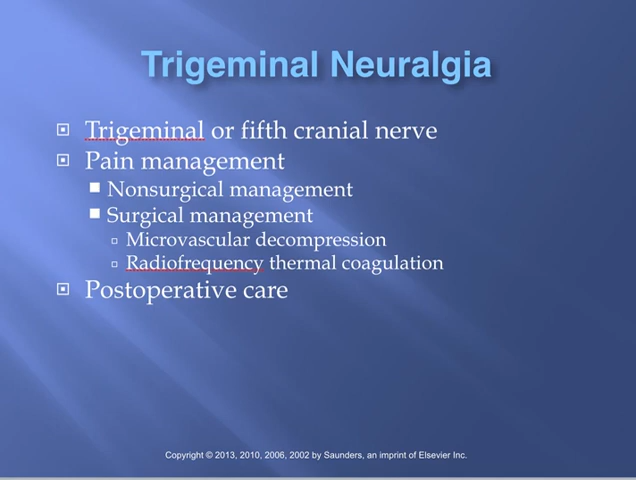 Trigeminal Neuralgia
Trigeminal or fifth cranial nerve
Pain management
Nonsurgical management
Surgical management
Microvascular decompression
Radiofrequency thermal coagulation
Postoperative care
Copyright © 2013, 2010, 2006, 2002 by Saunders, an imprint of Elsevier Inc.